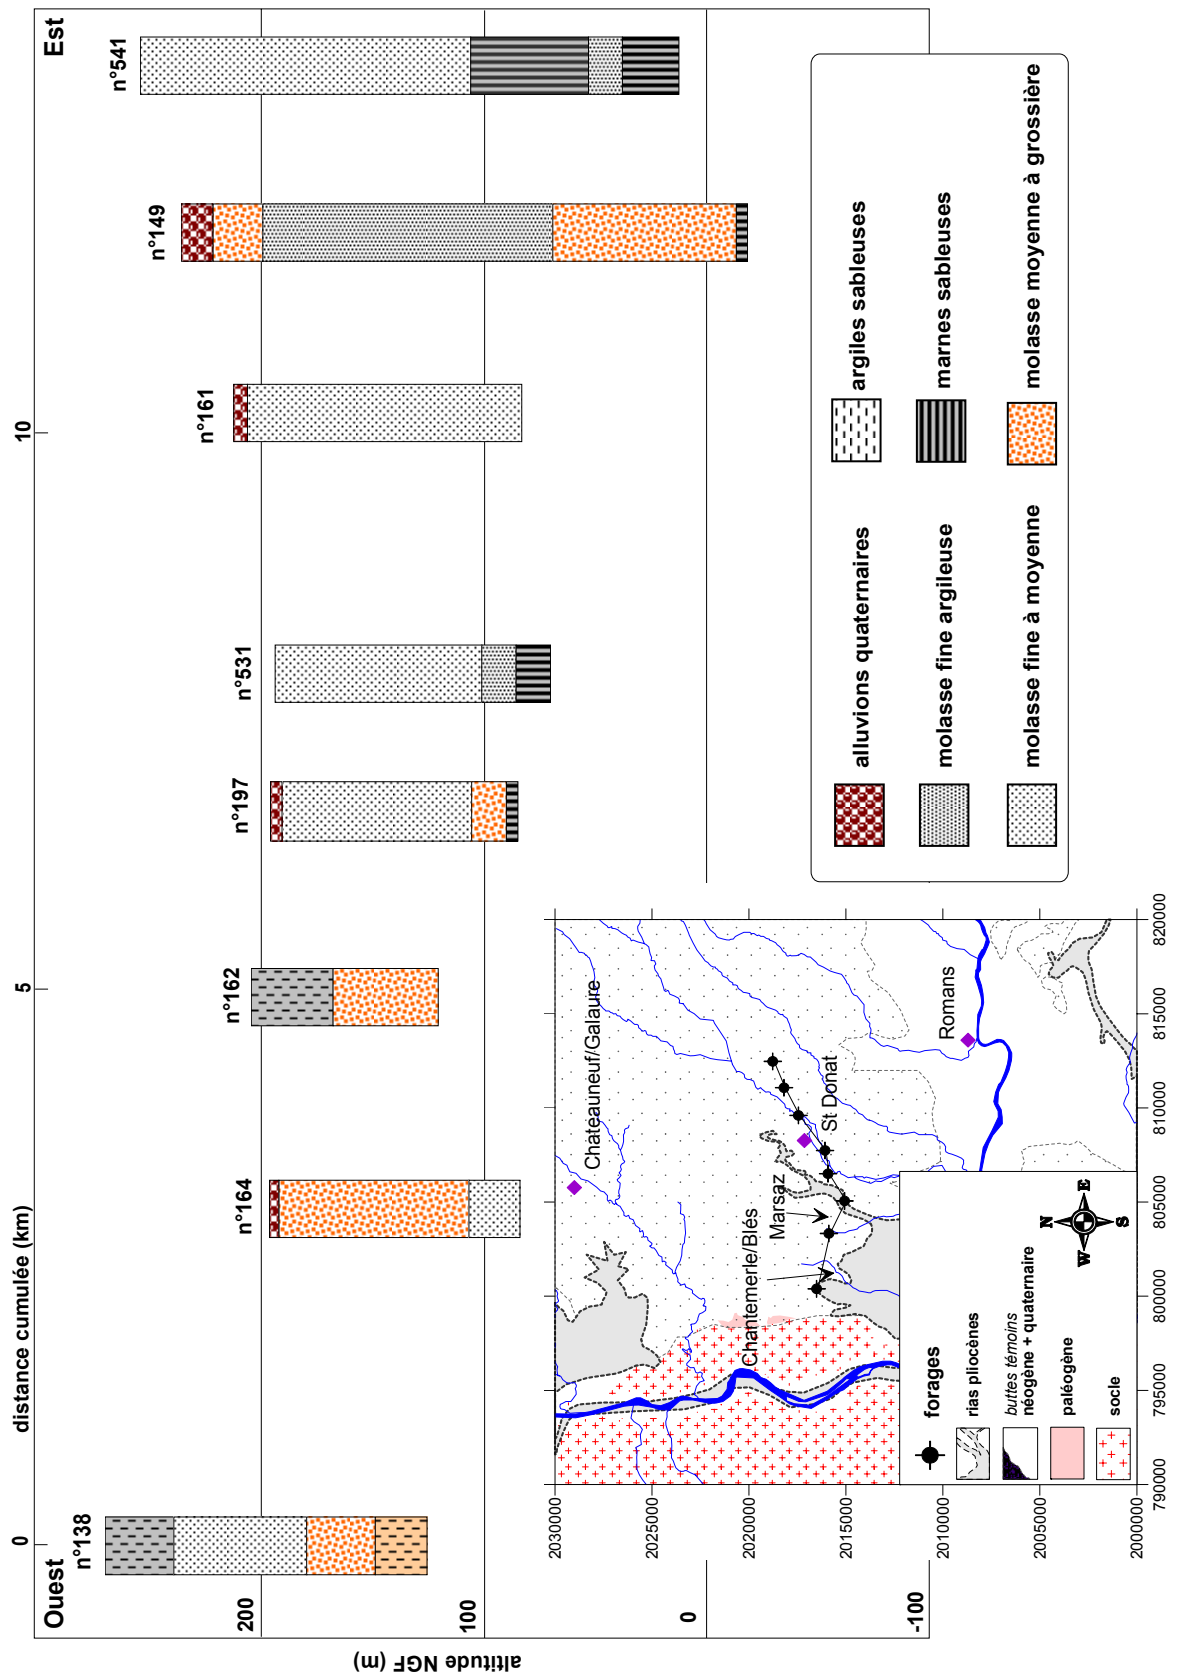 distance cumulée (km)
0
5
10
Ouest
Est
n°138
n°164
n°162
n°197
n°531
n°161
n°149
n°541
altitude NGF (m)
200
100
0
-100
2030000
2025000
2020000
2015000
2010000
2005000
2000000
790000
795000
800000
805000
810000
815000
820000
Chateauneuf/Galaure
Chantemerle/Blés
Marsaz
St Donat
Romans
forages
rias pliocènes
buttes témoins
néogène + quaternaire
paléogène
socle
N
W
E
S
alluvions quaternaires
argiles sableuses
molasse fine argileuse
marnes sableuses
molasse fine à moyenne
molasse moyenne à grossière